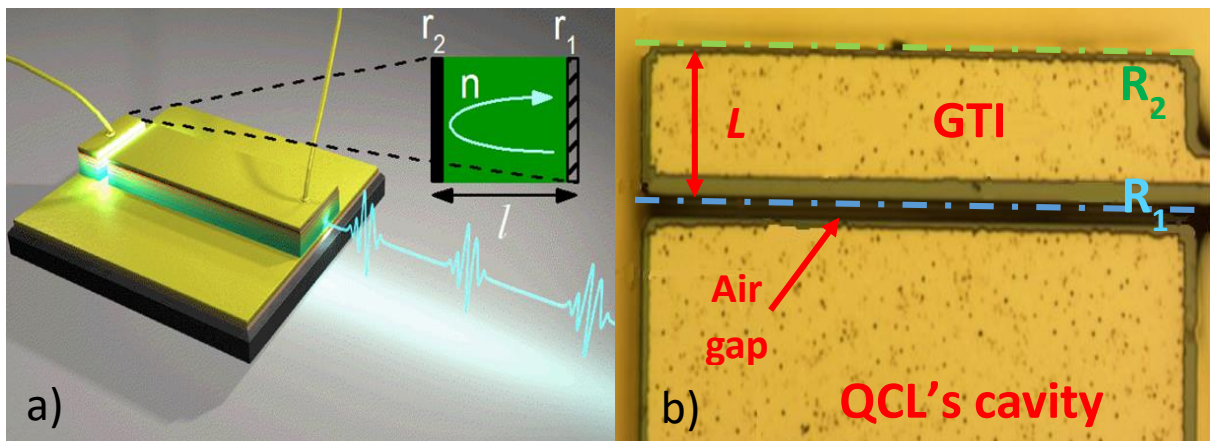 r₂
r₁
n
l
a)
R₂
L
GTI
R₁
Air
gap
QCL's cavity
b)